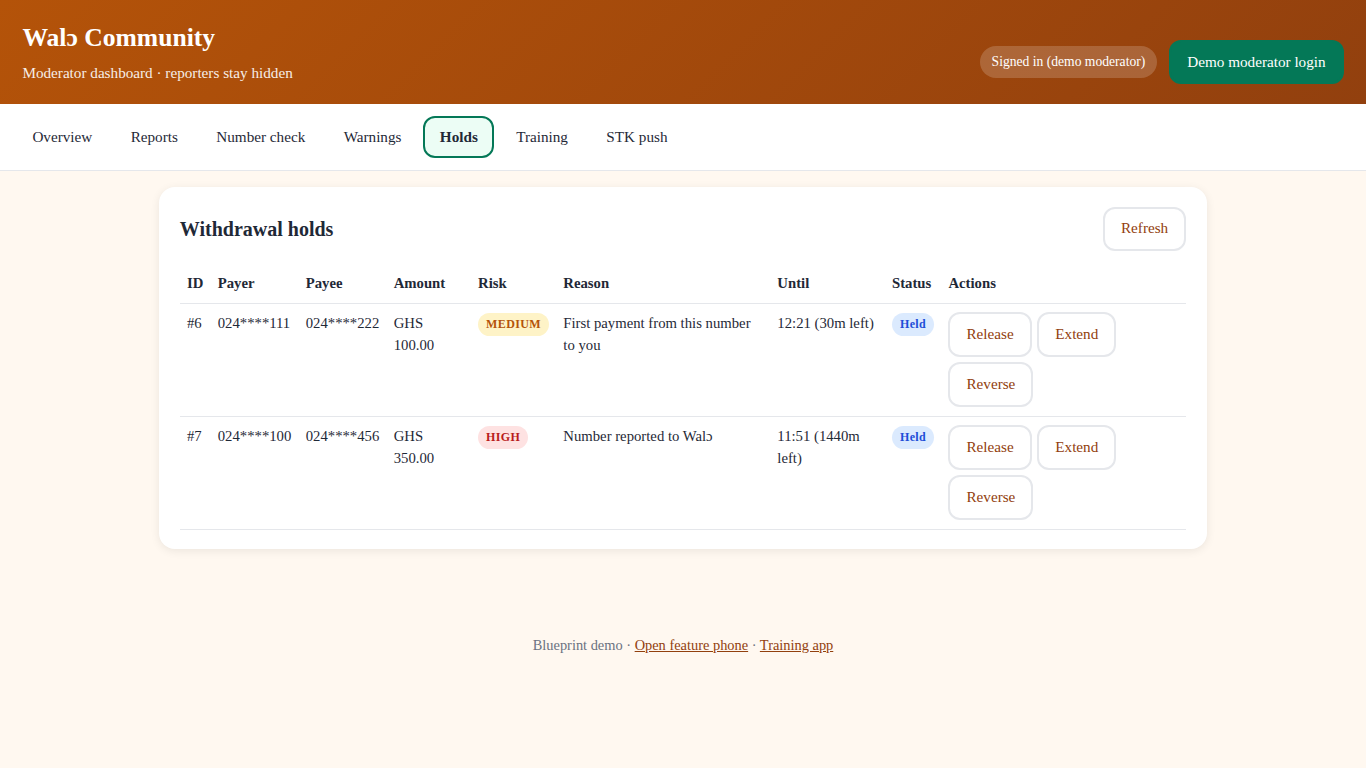 Walɔ Community
Moderator dashboard · reporters stay hidden
Signed in (demo moderator)
Demo moderator login
Overview Reports Number check Warnings Holds Training STK push
Withdrawal holds
Refresh
ID Payer Payee Amount Risk Reason Until Status Actions
#6 024****111 024****222 GHS 100.00 MEDIUM First payment from this number to you 12:21 (30m left) Held Release Extend
Reverse
#7 024****100 024****456 GHS 350.00 HIGH Number reported to Walɔ 11:51 (1440m left) Held Release Extend
Reverse
Blueprint demo · Open feature phone · Training app